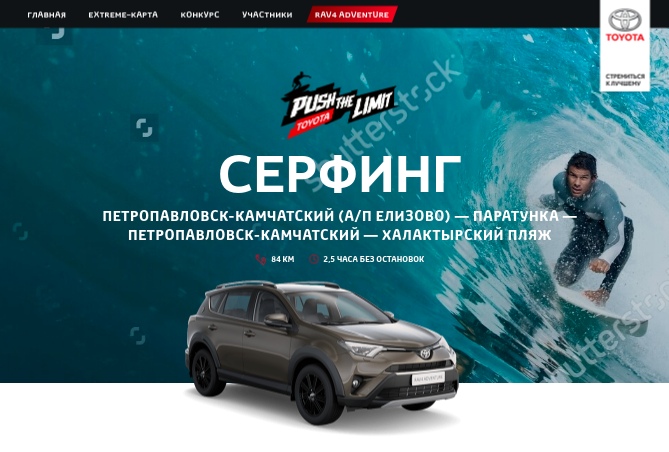 ГЛАВНАЯ EXTREME-КАРТА КОНКУРС УЧАСТНИКИ RAV4 ADVENTURE
TOYOTA
СТРЕМИТЬСЯ
К ЛУЧШЕМУ
PUSH THE LIMIT
TOYOTA
shutterstock
СЕРФИНГ
ПЕТРОПАВЛОВСК-КАМЧАТСКИЙ (А/П ЕЛИЗОВО) — ПАРАТУНКА —
ПЕТРОПАВЛОВСК-КАМЧАТСКИЙ — ХАЛАКТЫРСКИЙ ПЛЯЖ
84 КМ 2,5 ЧАСА БЕЗ ОСТАНОВОК
shutterstock